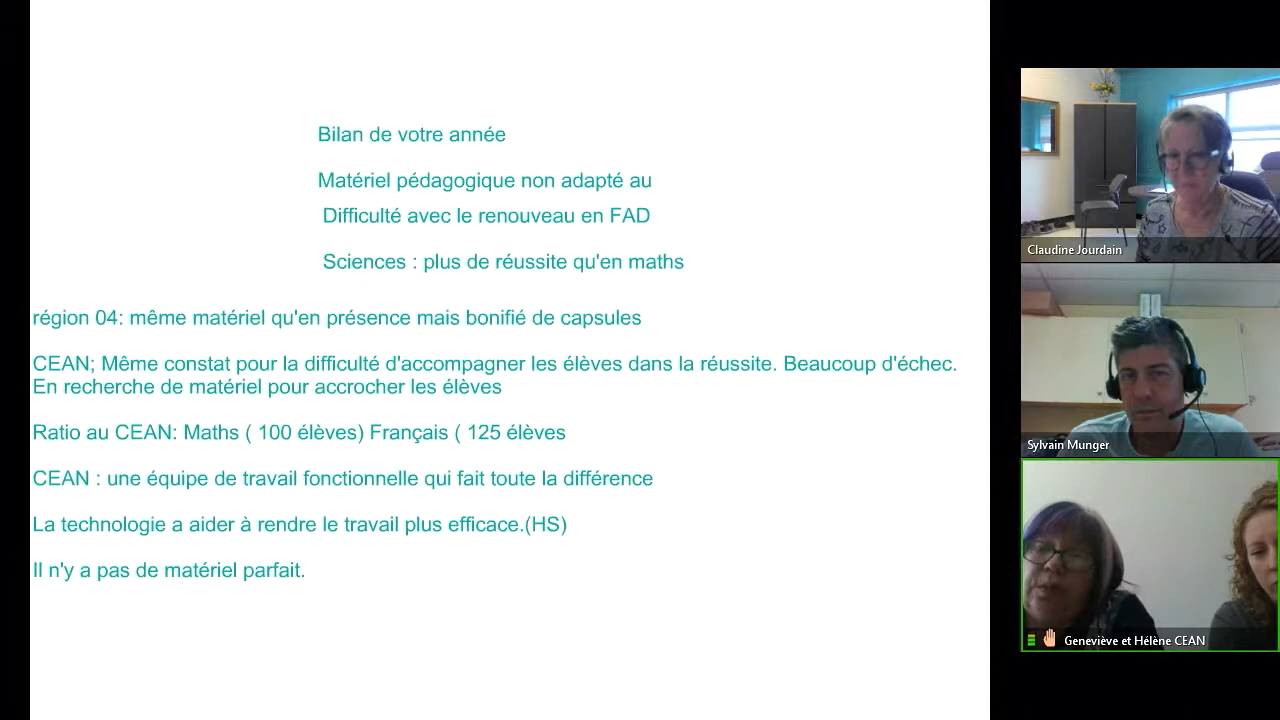 Bilan de votre année
Matériel pédagogique non adapté au
Difficulté avec le renouveau en FAD
Sciences : plus de réussite qu'en maths
région 04: même matériel qu'en présence mais bonifié de capsules
CEAN; Même constat pour la difficulté d'accompagner les élèves dans la réussite. Beaucoup d'échec.
En recherche de matériel pour accrocher les élèves
Ratio au CEAN: Maths ( 100 élèves) Français ( 125 élèves
CEAN : une équipe de travail fonctionnelle qui fait toute la différence
La technologie a aider à rendre le travail plus efficace.(HS)
Il n'y a pas de matériel parfait.
Claudine Jourdain
Sylvain Munger
Geneviève et Hélène CEAN